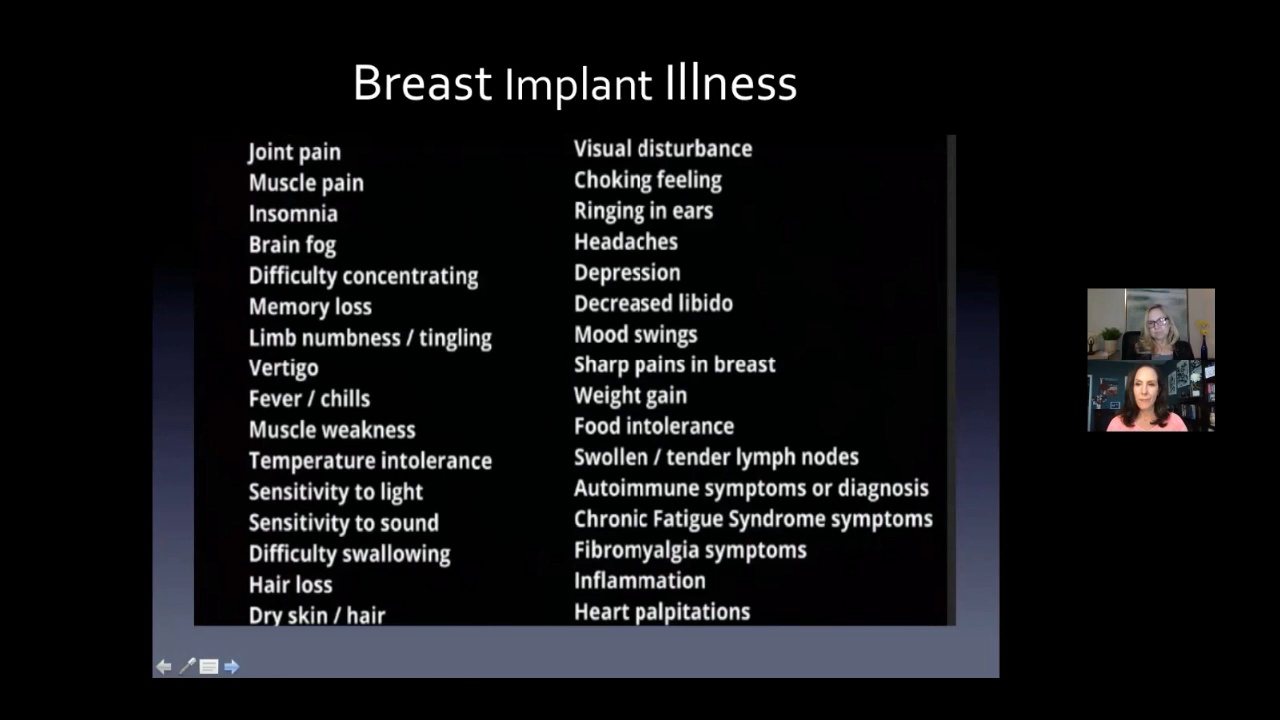 Breast Implant Illness
Joint pain
Muscle pain
Insomnia
Brain fog
Difficulty concentrating
Memory loss
Limb numbness / tingling
Vertigo
Fever / chills
Muscle weakness
Temperature intolerance
Sensitivity to light
Sensitivity to sound
Difficulty swallowing
Hair loss
Dry skin / hair
Visual disturbance
Choking feeling
Ringing in ears
Headaches
Depression
Decreased libido
Mood swings
Sharp pains in breast
Weight gain
Food intolerance
Swollen / tender lymph nodes
Autoimmune symptoms or diagnosis
Chronic Fatigue Syndrome symptoms
Fibromyalgia symptoms
Inflammation
Heart palpitations